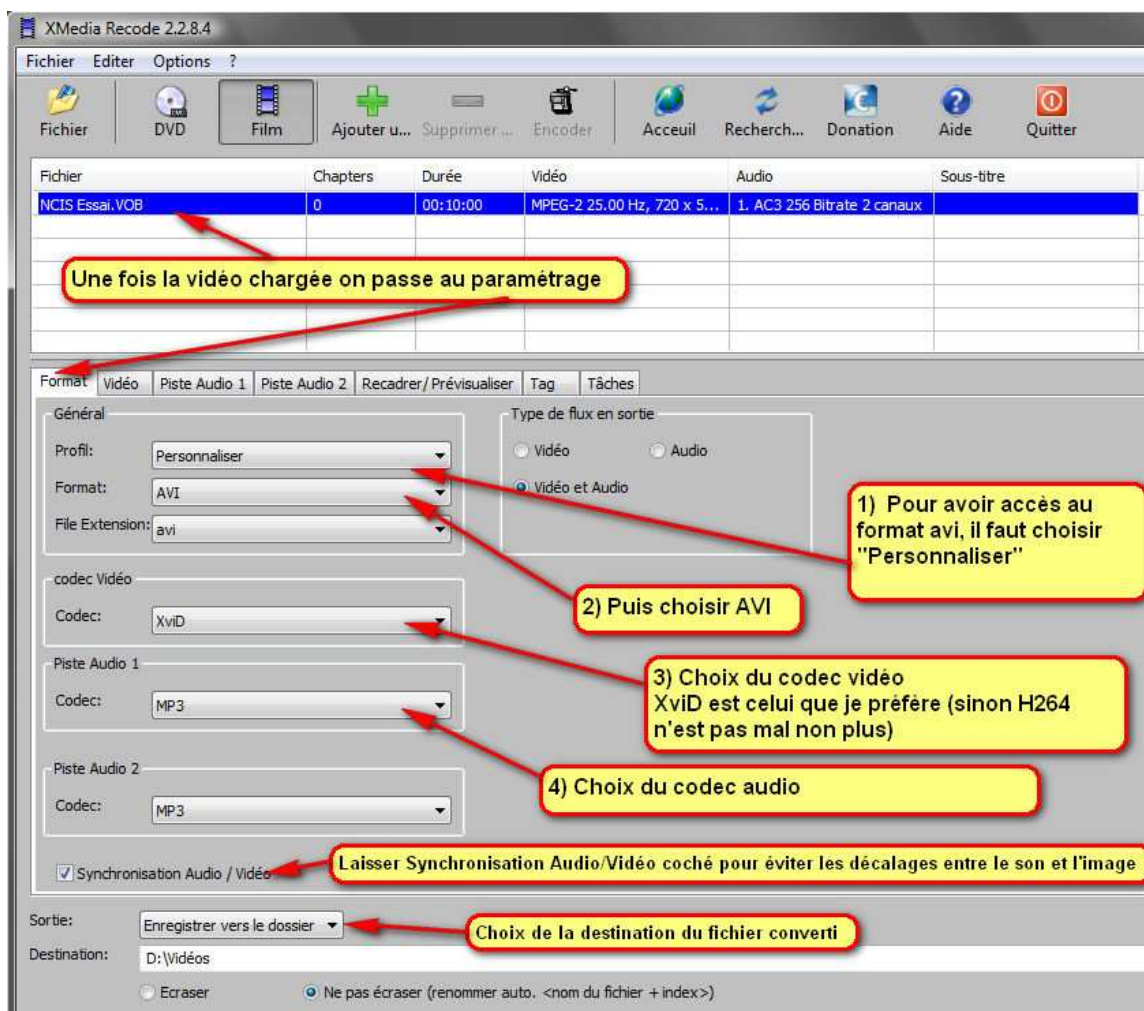 XMedia Recode 2.2.8.4
Fichier Editer Options ?
Fichier DVD Film Ajouter u... Supprimer ... Encoder Acceuil Recherch... Donation Aide Quitter
Fichier Chapters Durée Vidéo Audio Sous-titre
NCIS Essai.VOB 0 00:10:00 MPEG-2 25.00 Hz, 720 x 5... 1. AC3 256 Bitrate 2 canaux
Une fois la vidéo chargée on passe au paramétrage
Format Vidéo Piste Audio 1 Piste Audio 2 Recadrer/Prévisualiser Tag Tâches
Général
Profil: Personnaliser
Format: AVI
File Extension: avi
Type de flux en sortie
Vidéo Audio
Vidéo et Audio
1) Pour avoir accès au
format avi, il faut choisir
"Personnaliser"
2) Puis choisir AVI
codec Vidéo
Codec: XviD
3) Choix du codec vidéo
XviD est celui que je préfère (sinon H264
n'est pas mal non plus)
Piste Audio 1
Codec: MP3
4) Choix du codec audio
Piste Audio 2
Codec: MP3
Synchronisation Audio / Vidéo
Laisser Synchronisation Audio/Vidéo coché pour éviter les décalages entre le son et l'image
Sortie: Enregistrer vers le dossier
Choix de la destination du fichier converti
Destination: D:\Vidéos
Ecraser Ne pas écraser (renommer auto. <nom du fichier + index>)